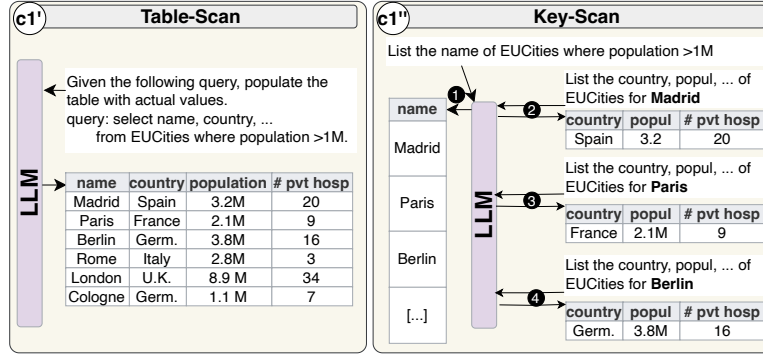 c1'
Table-Scan
LLM
Given the following query, populate the
table with actual values.
query: select name, country, ...
from EUCities where population >1M.
name country population # pvt hosp
Madrid Spain 3.2M 20
Paris France 2.1M 9
Berlin Germ. 3.8M 16
Rome Italy 2.8M 3
London U.K. 8.9 M 34
Cologne Germ. 1.1 M 7
c1''
Key-Scan
List the name of EUCities where population >1M
1
name
Madrid
Paris
Berlin
[...]
LLM
List the country, popul, ... of
EUCities for Madrid
2
country popul # pvt hosp
Spain 3.2 20
List the country, popul, ... of
EUCities for Paris
3
country popul # pvt hosp
France 2.1M 9
List the country, popul, ... of
EUCities for Berlin
4
country popul # pvt hosp
Germ. 3.8M 16